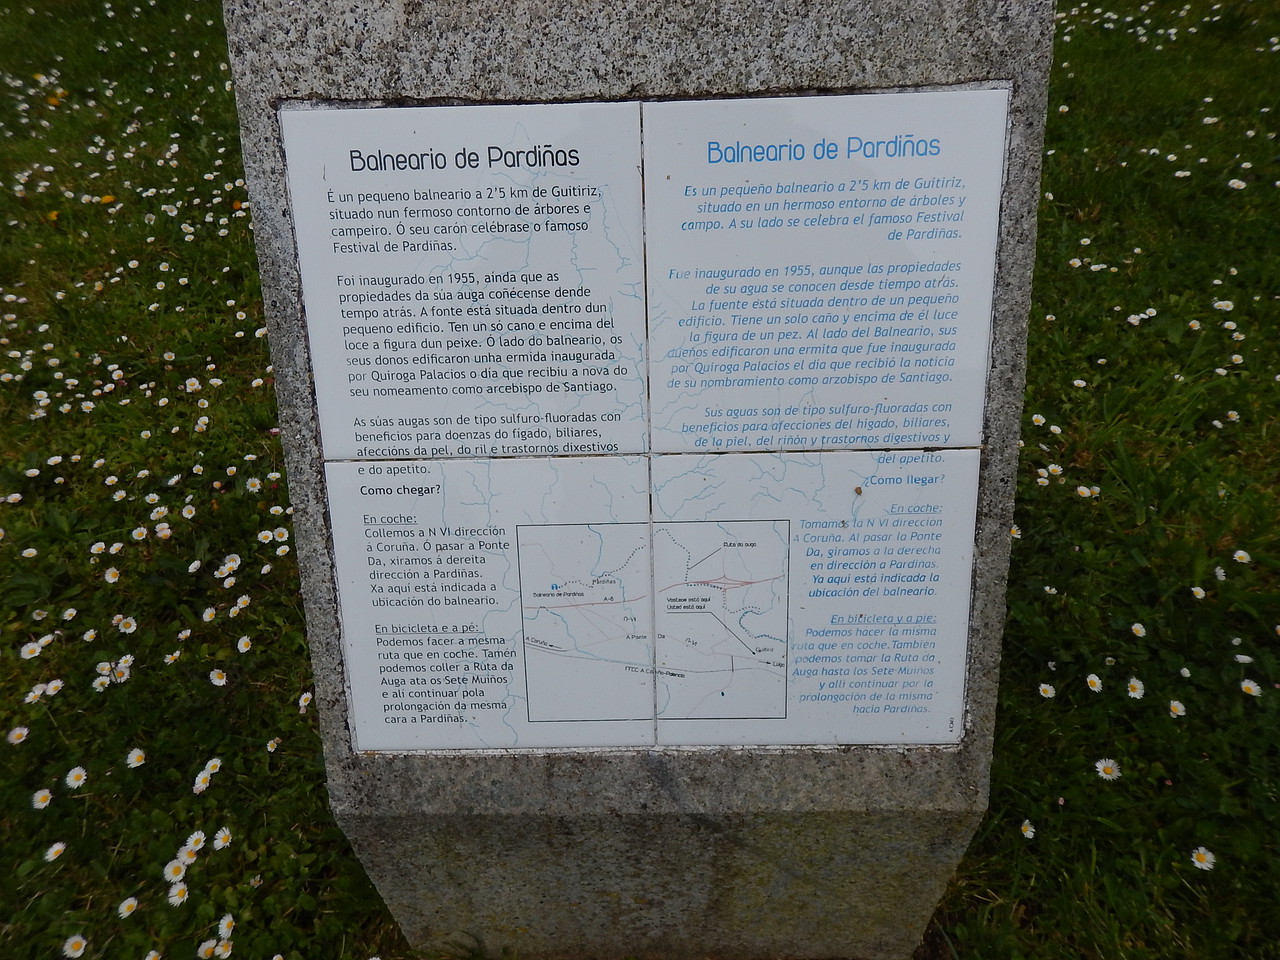 Balneario de Pardiñas
É un pequeno balneario a 2'5 km de Guitiriz,
situado nun fermoso contorno de árbores e
campeiro. Ó seu carón celébrase o famoso
Festival de Pardiñas.
Foi inaugurado en 1955, aínda que as
propiedades da súa auga coñécense dende
tempo atrás. A fonte está situada dentro dun
pequeno edificio. Ten un só cano e encima del
loce a figura dun peixe. Ó lado do balneario, os
seus donos edificaron unha ermida inaugurada
por Quiroga Palacios o día que recibiu a nova do
seu nomeamento como arcebispo de Santiago.
As súas augas son de tipo sulfuro-fluoradas con
beneficios para doenzas do fígado, biliares,
afeccións da pel, do ril e trastornos dixestivos
e do apetito.
Como chegar?
En coche:
Collemos a N VI dirección
á Coruña. Ó pasar a Ponte
Da, xiramos á dereita
dirección a Pardiñas.
Xa aquí está indicada a
ubicación do balneario.
En bicicleta e a pé:
Podemos facer a mesma
ruta que en coche. Tamén
podemos coller a Ruta da
Auga ata os Sete Muíños
e alí continuar pola
prolongación da mesma
cara a Pardiñas.
Balneario de Pardiñas
Es un pequeño balneario a 2'5 km de Guitiriz,
situado en un hermoso entorno de árboles y
campo. A su lado se celebra el famoso Festival
de Pardiñas.
Fue inaugurado en 1955, aunque las propiedades
de su agua se conocen desde tiempo atrás.
La fuente está situada dentro de un pequeño
edificio. Tiene un solo caño y encima de él luce
la figura de un pez. Al lado del Balneario, sus
dueños edificaron una ermita que fue inaugurada
por Quiroga Palacios el día que recibió la noticia
de su nombramiento como arzobispo de Santiago.
Sus aguas son de tipo sulfuro-fluoradas con
beneficios para afecciones del hígado, biliares,
de la piel, del riñón y trastornos digestivos y
del apetito.
¿Como llegar?
En coche:
Tomamos la N VI dirección
A Coruña. Al pasar la Ponte
Da, giramos a la derecha
en dirección a Pardiñas.
Ya aquí está indicada la
ubicación del balneario.
En bicicleta y a pie:
Podemos hacer la misma
ruta que en coche. También
podemos tomar la Ruta da
Auga hasta los Sete Muíños
y allí continuar por la
prolongación de la misma
hacia Pardiñas.
Ruta da auga
Pardiñas
Balneario de Pardiñas
A-6
Vostede está aquí
Usted está aquí
N-VI
A Coruña
A Ponte Da
N-VI
Guitiriz
Lugo
FFCC A Coruña-Palencia